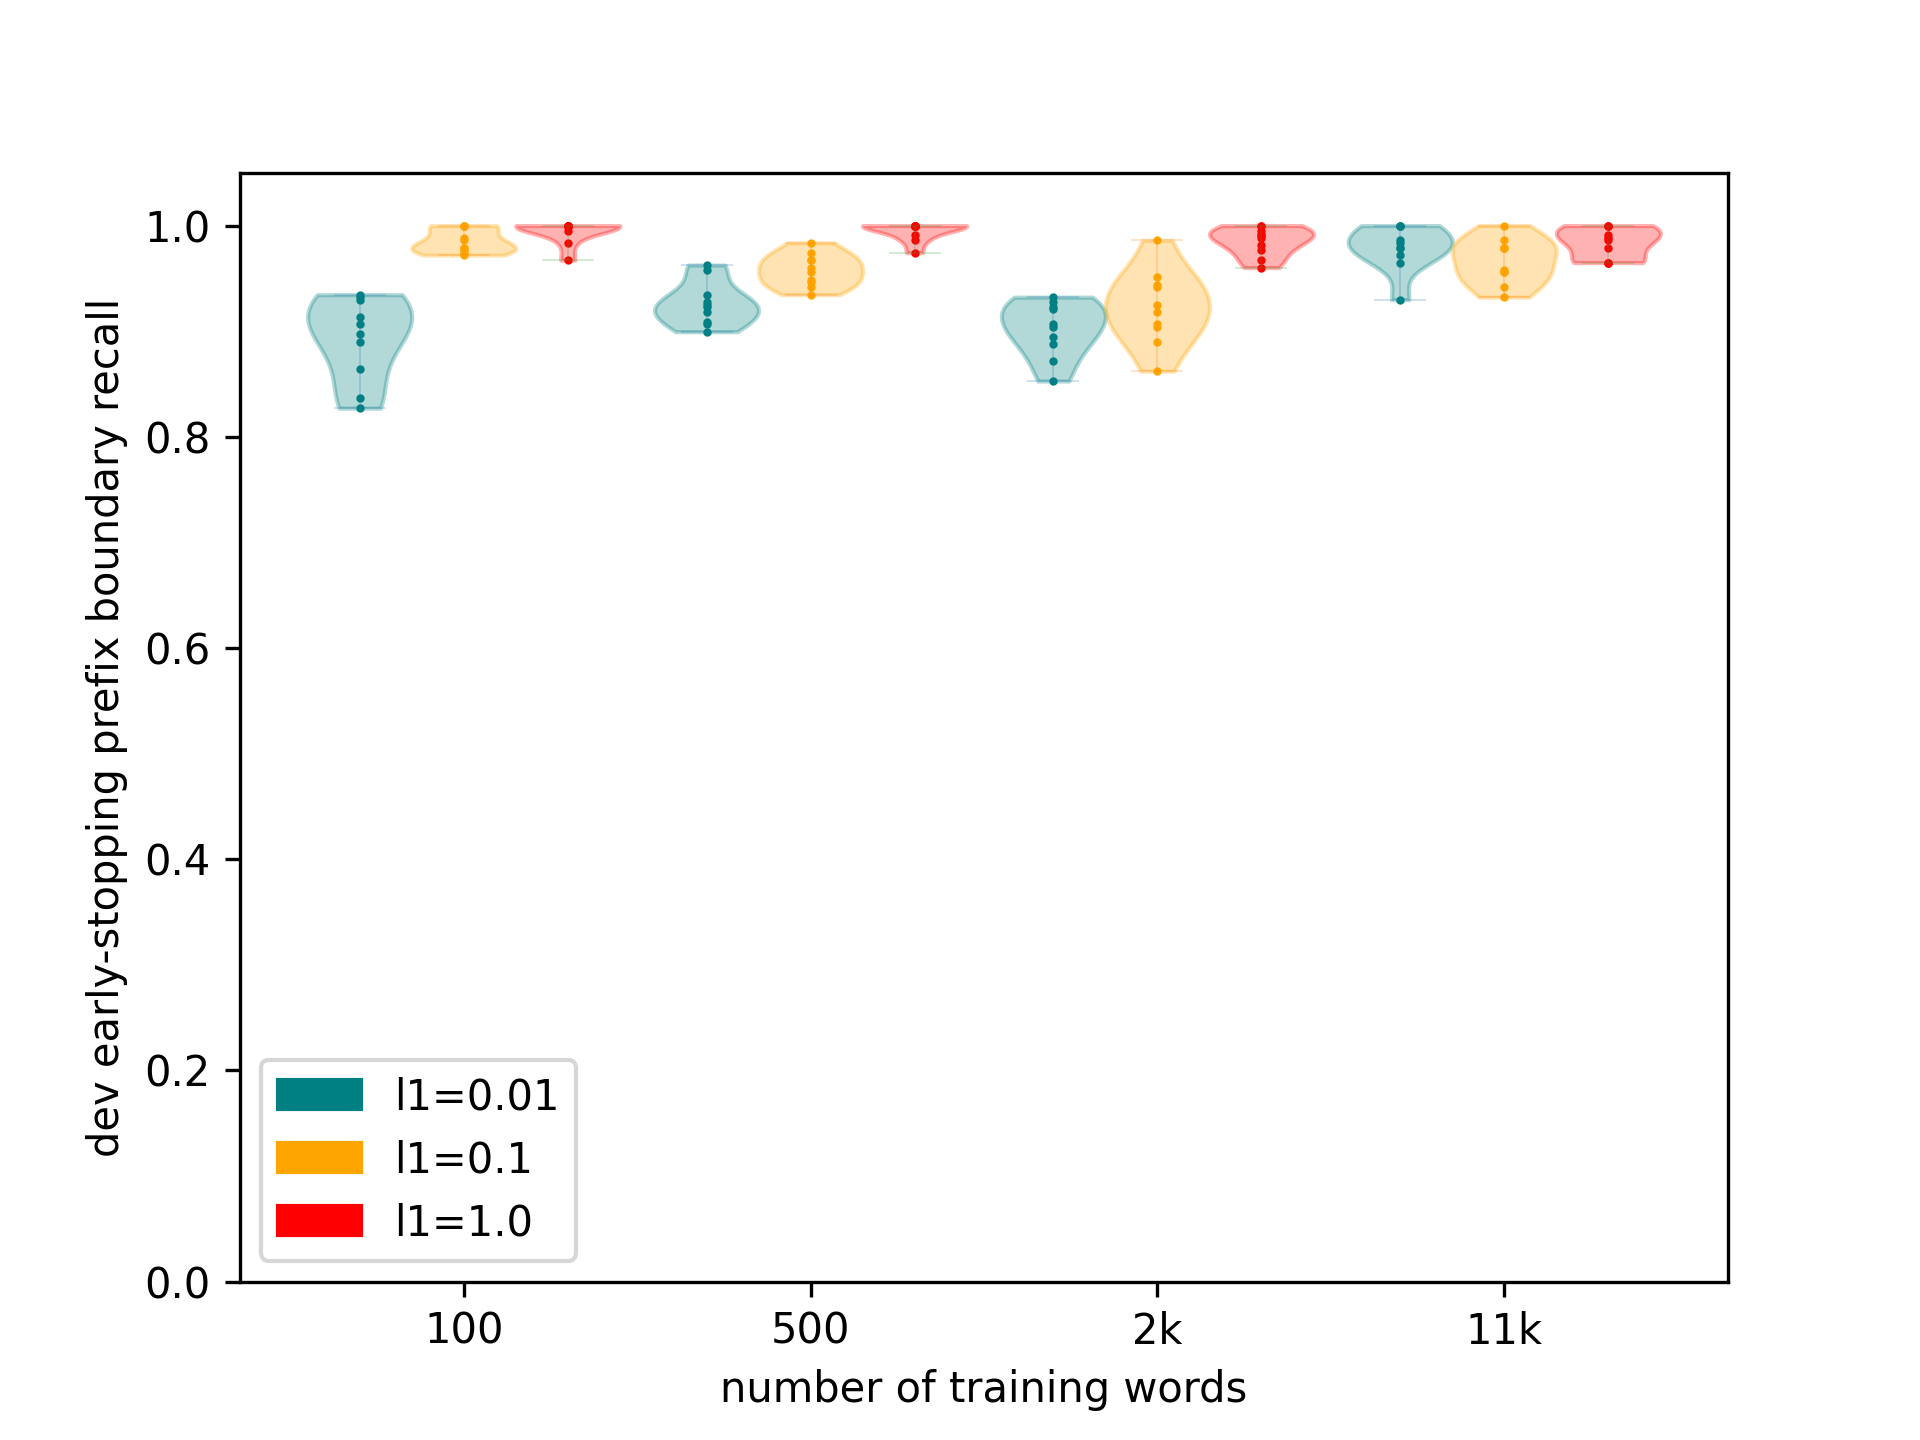 dev early-stopping prefix boundary recall
1.0
0.8
0.6
0.4
0.2
0.0
l1=0.01
l1=0.1
l1=1.0
100 500 2k 11k
number of training words